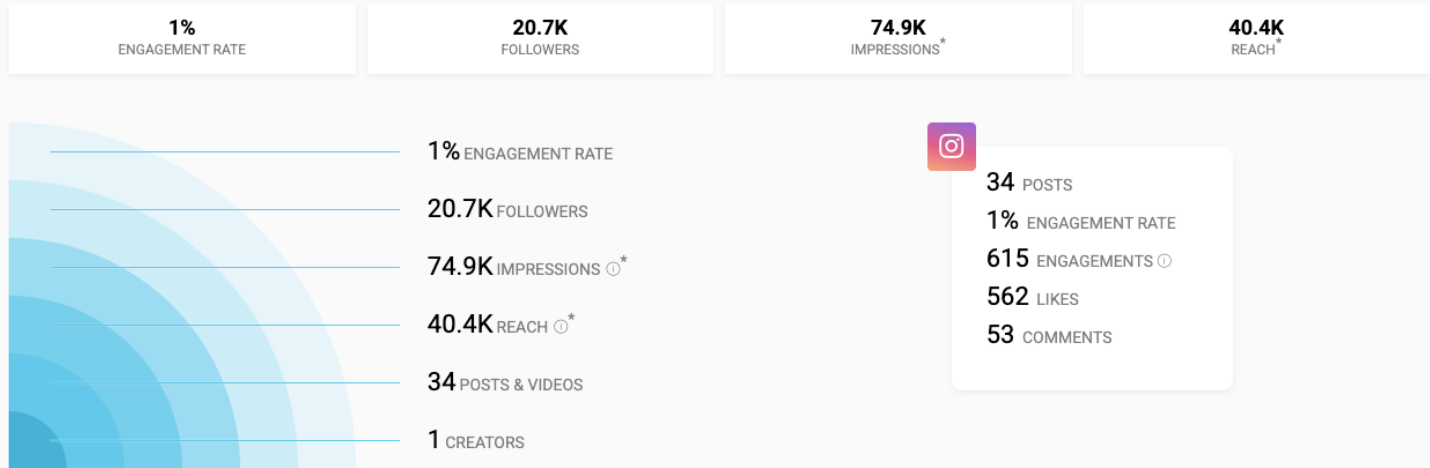 1%
ENGAGEMENT RATE
20.7K
FOLLOWERS
74.9K
IMPRESSIONS*
40.4K
REACH*
1% ENGAGEMENT RATE
20.7K FOLLOWERS
74.9K IMPRESSIONS ⓘ*
40.4K REACH ⓘ*
34 POSTS & VIDEOS
1 CREATORS
34 POSTS
1% ENGAGEMENT RATE
615 ENGAGEMENTS ⓘ
562 LIKES
53 COMMENTS